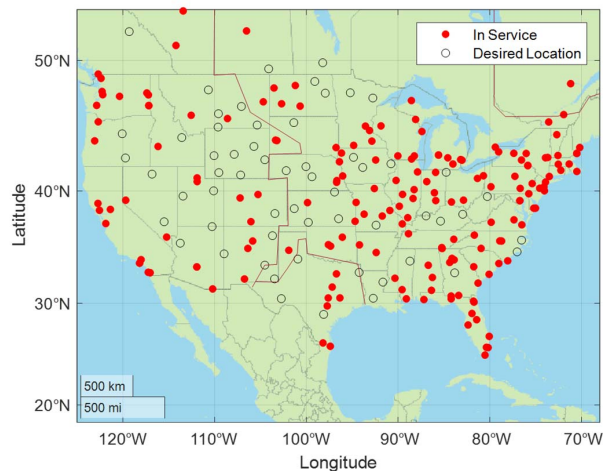 In Service
Desired Location
50°N
40°N
30°N
20°N
Latitude
500 km
500 mi
120°W
110°W
100°W
90°W
80°W
70°W
Longitude